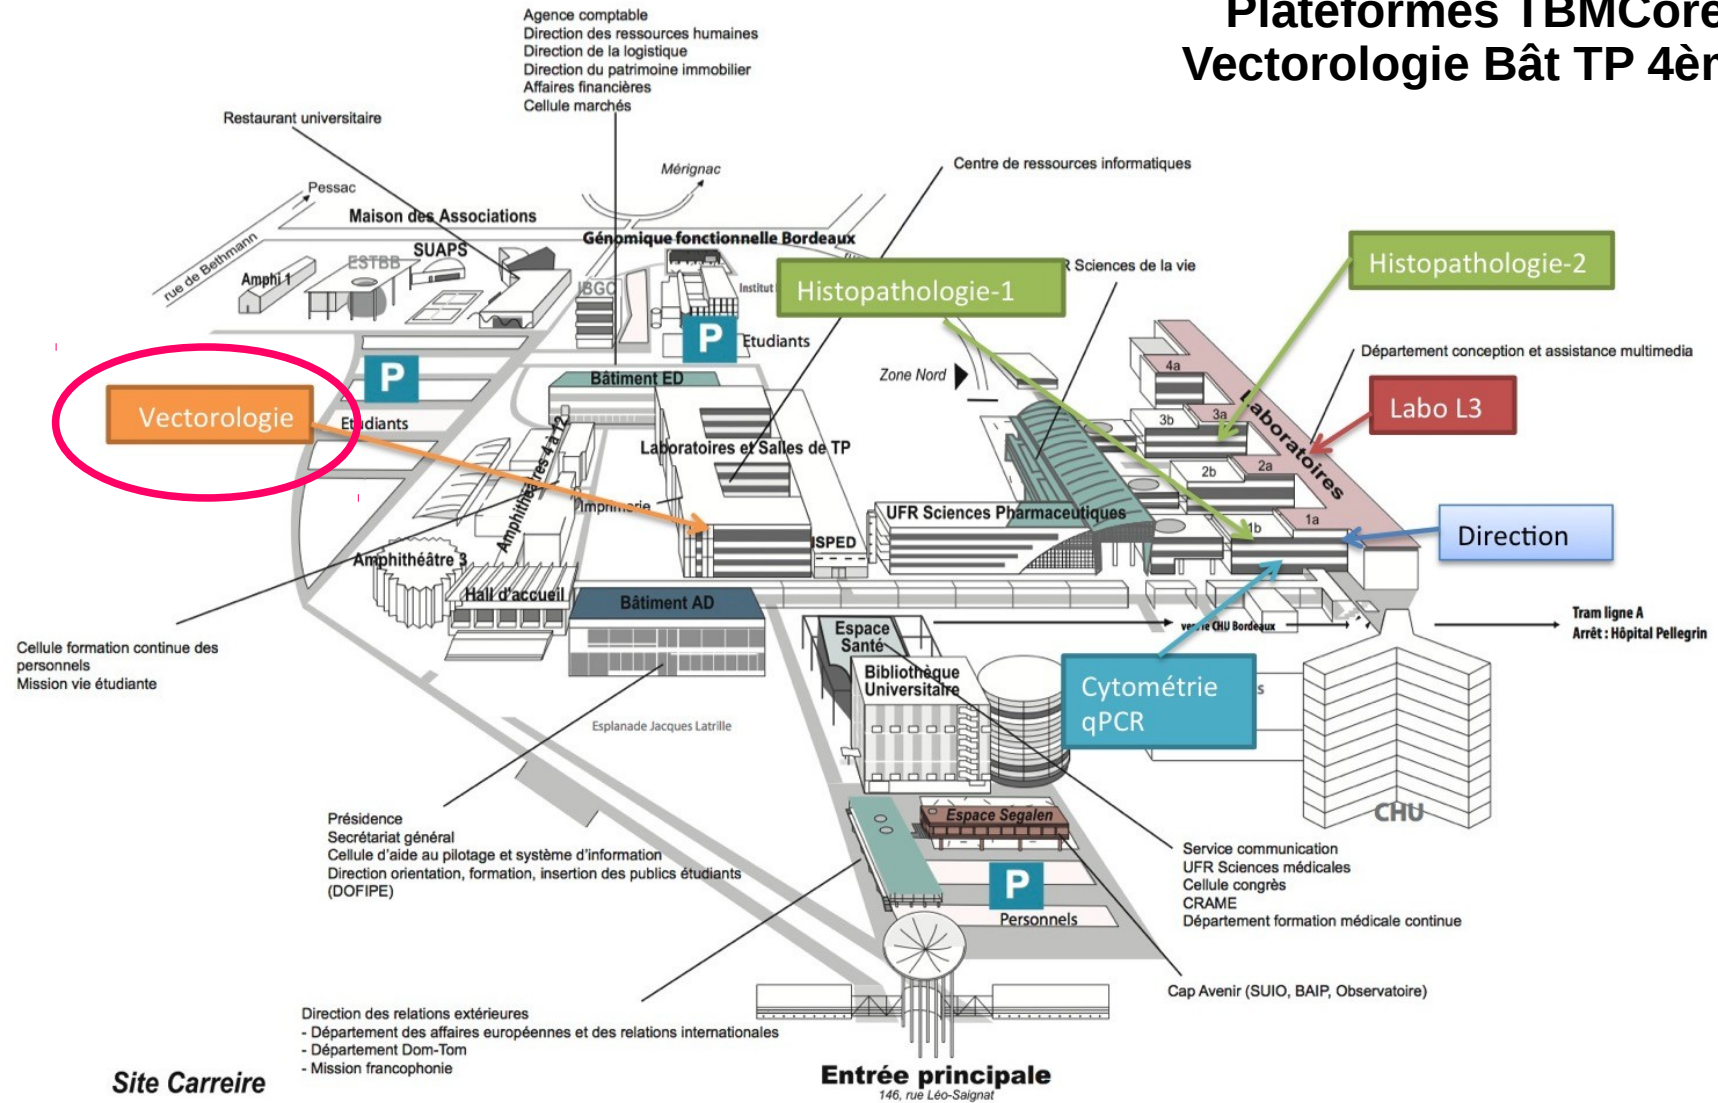 Plateformes TBMCore
Vectorologie Bât TP 4èm
Agence comptable
Direction des ressources humaines
Direction de la logistique
Direction du patrimoine immobilier
Affaires financières
Cellule marchés
Restaurant universitaire
Mérignac
Centre de ressources informatiques
Pessac
Maison des Associations
rue de Bethmann
SUAPS
ESTBB
Amphi 1
Génomique fonctionnelle Bordeaux
IBGC
Institut
R Sciences de la vie
Histopathologie-1
Histopathologie-2
P
Etudiants
P
Etudiants
Zone Nord
Département conception et assistance multimedia
Vectorologie
Labo L3
Bâtiment ED
Laboratoires et Salles de TP
Amphithéâtres 4 à 12
Imprimerie
Laboratoires
4a
3a
3b
2a
2b
1a
1b
UFR Sciences Pharmaceutiques
ISPED
Direction
Amphithéâtre 3
Hall d'accueil
Bâtiment AD
Espace
Santé
vers le CHU Bordeaux
Tram ligne A
Arrêt : Hôpital Pellegrin
Cellule formation continue des
personnels
Mission vie étudiante
Bibliothèque
Universitaire
Cytométrie
qPCR
s
Esplanade Jacques Latrille
CHU
Présidence
Secrétariat général
Cellule d'aide au pilotage et système d'information
Direction orientation, formation, insertion des publics étudiants
(DOFIPE)
Espace Segalen
P
Personnels
Service communication
UFR Sciences médicales
Cellule congrès
CRAME
Département formation médicale continue
Cap Avenir (SUIO, BAIP, Observatoire)
Direction des relations extérieures
- Département des affaires européennes et des relations internationales
- Département Dom-Tom
- Mission francophonie
Site Carreire
Entrée principale
146, rue Léo-Saignat